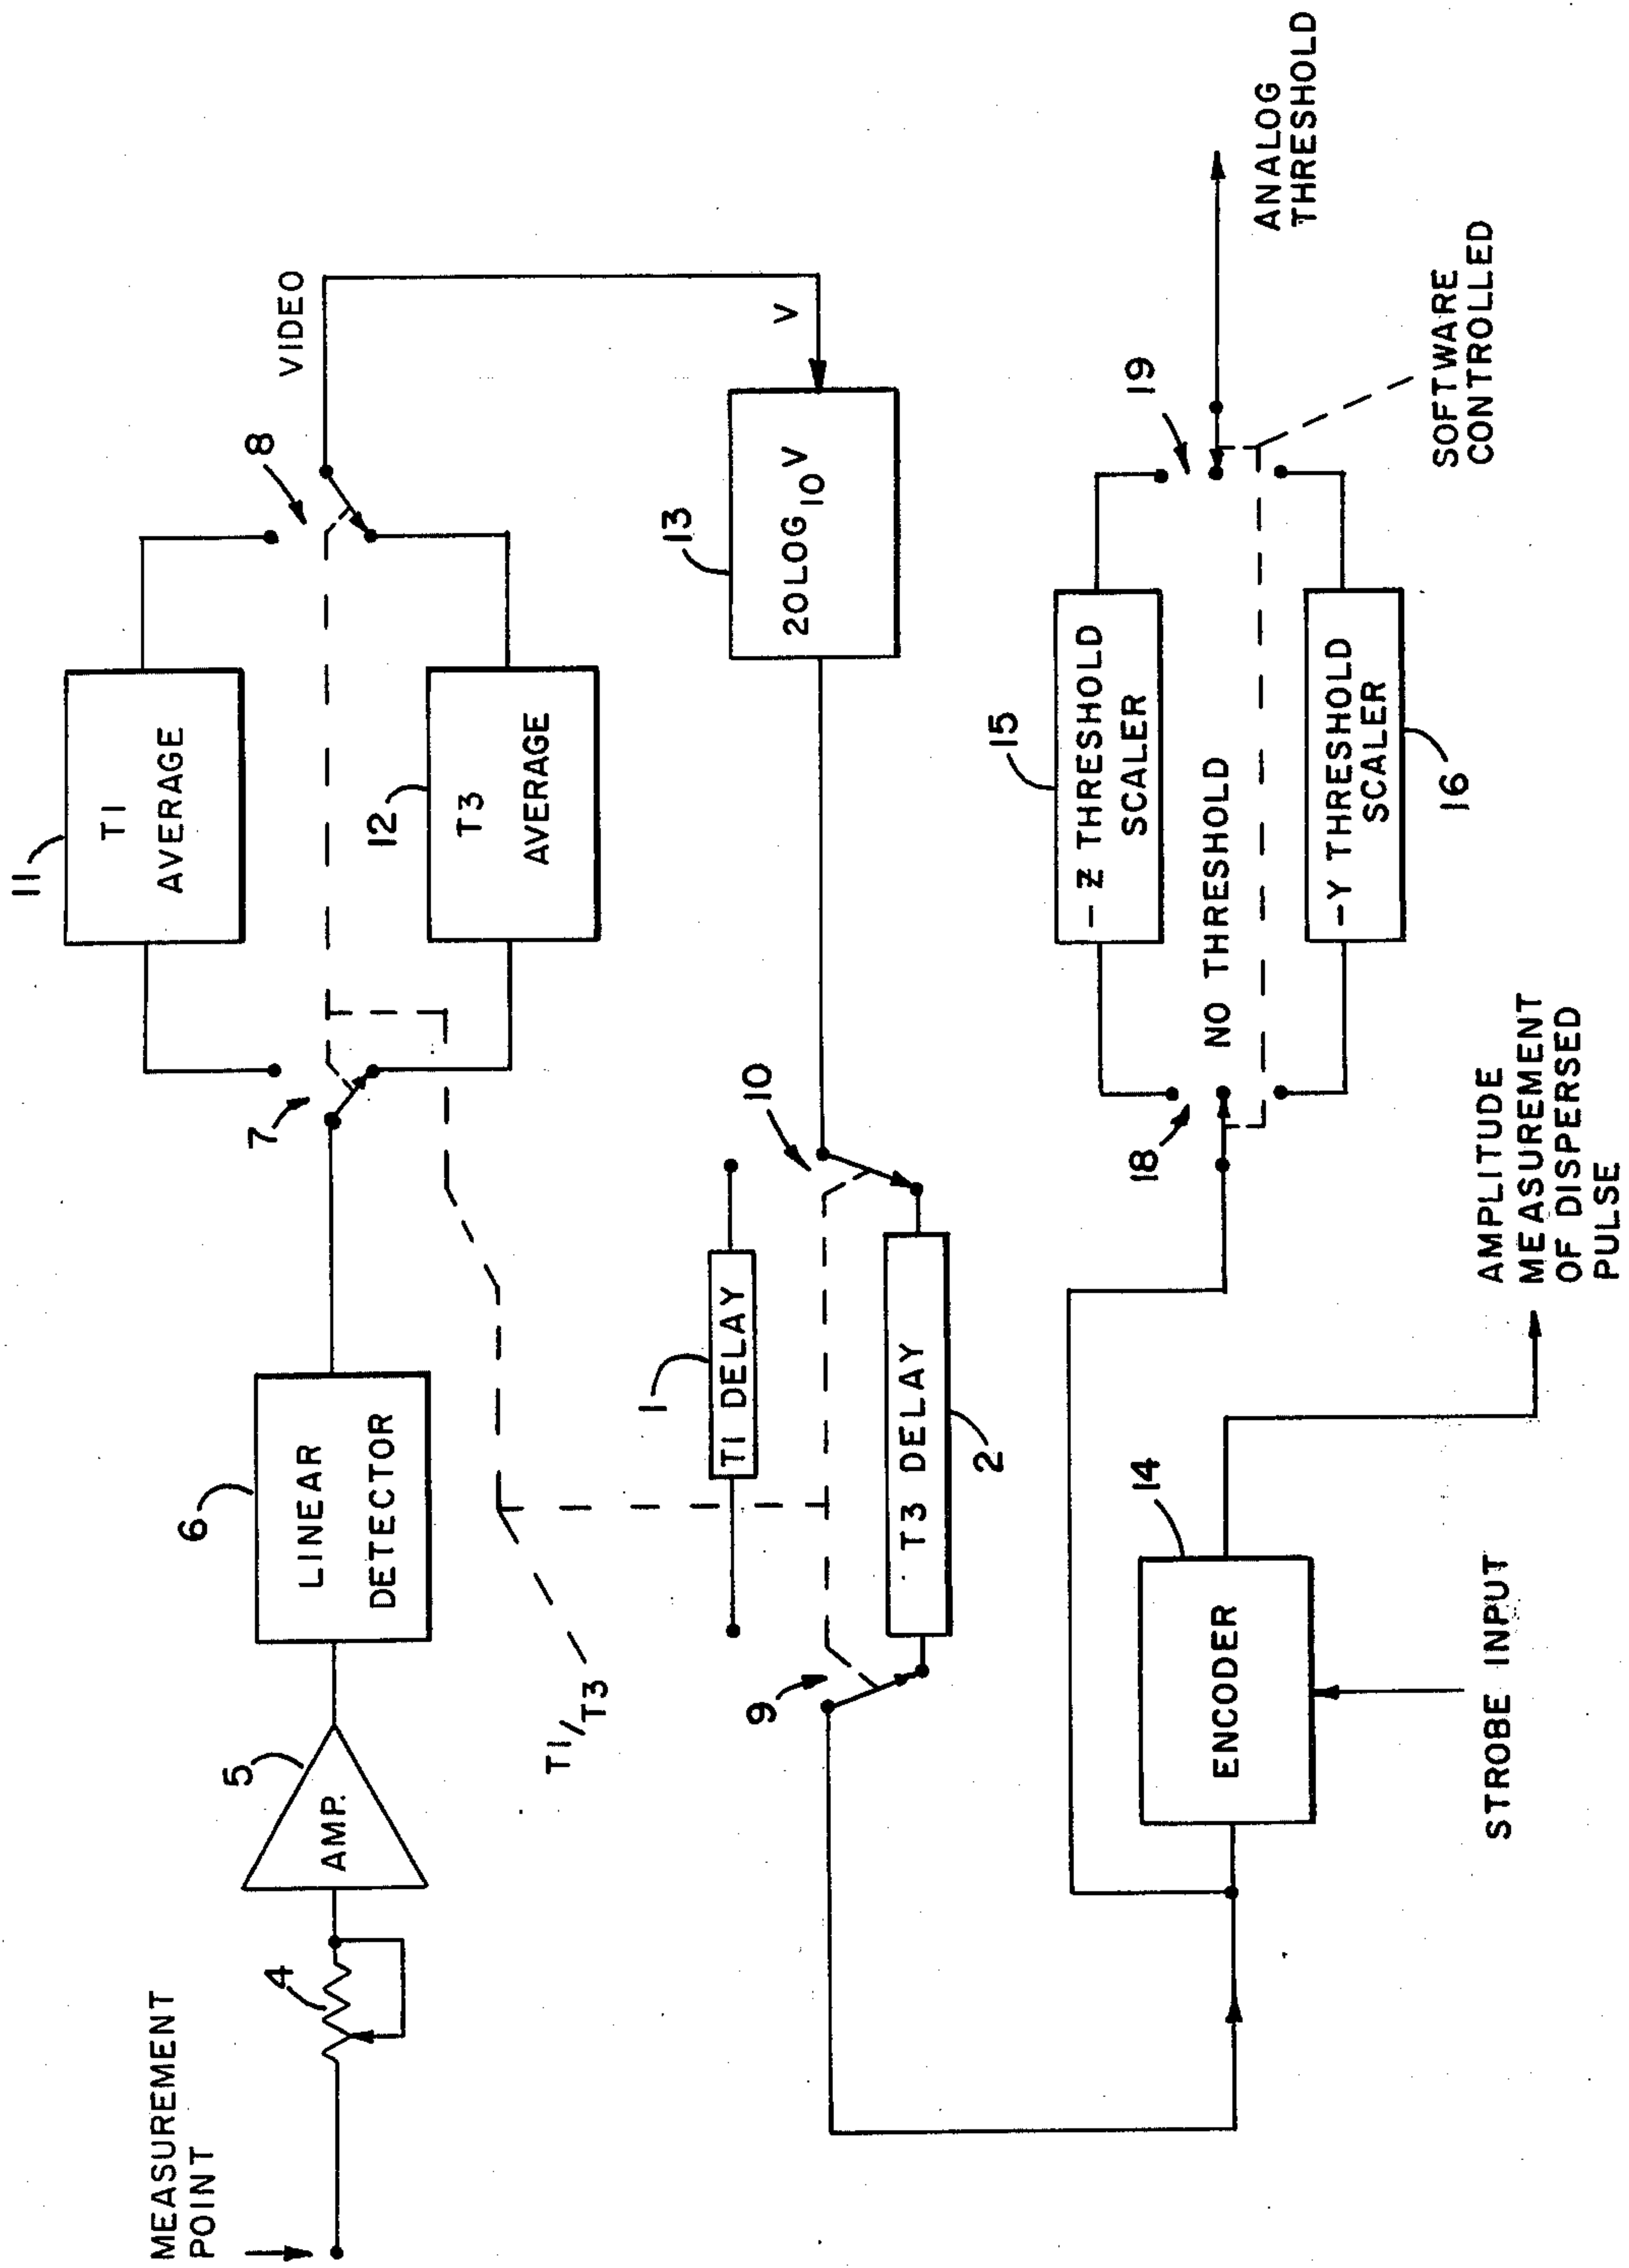 MEASUREMENT
POINT
4
5
AMP.
6
LINEAR
DETECTOR
7
11
T1
AVERAGE
12
T3
AVERAGE
8
VIDEO
V
T1/T3
13
20LOG10V
10
1
T1 DELAY
T3 DELAY
2
9
14
ENCODER
STROBE INPUT
AMPLITUDE
MEASUREMENT
OF DISPERSED
PULSE
18
15
-Z THRESHOLD
SCALER
NO THRESHOLD
-Y THRESHOLD
SCALER
16
19
SOFTWARE
CONTROLLED
ANALOG
THRESHOLD